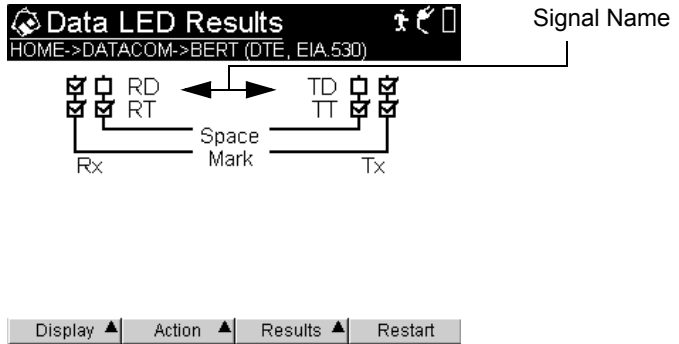 Data LED Results
Signal Name
HOME->DATACOM->BERT (DTE, EIA.530)
RD TD
RT TT
Space
Mark
Rx Tx
Display Action Results Restart